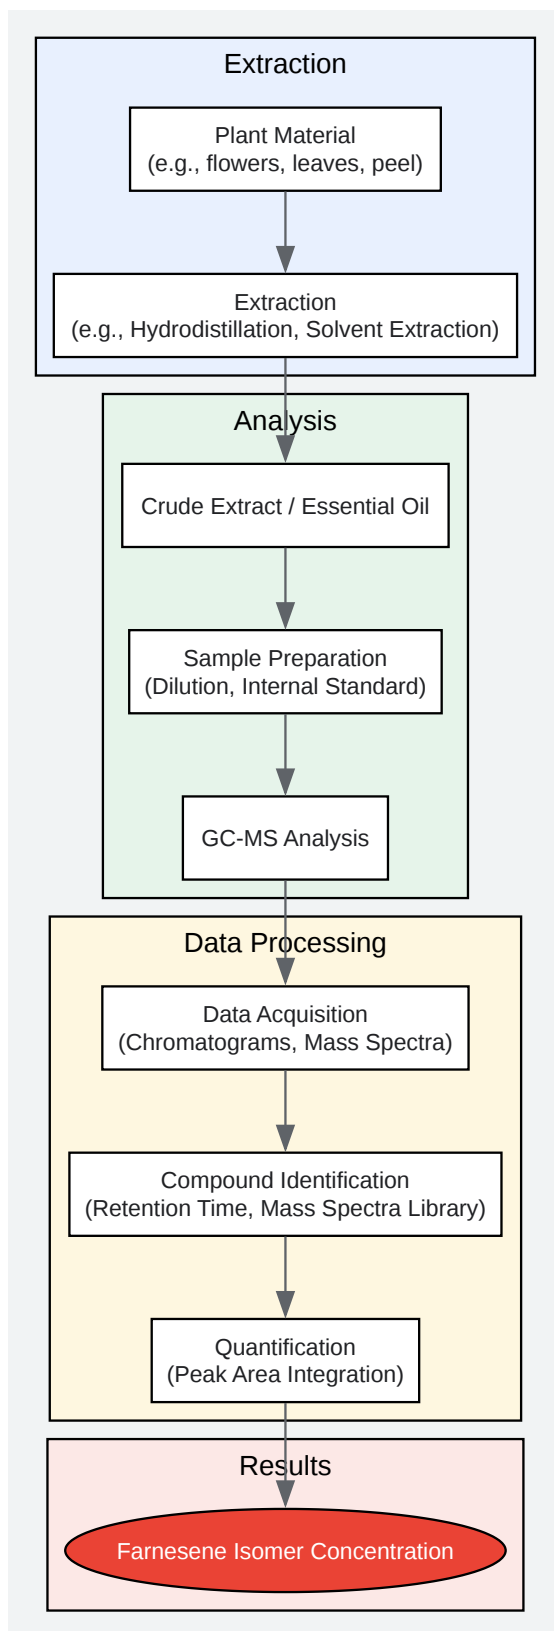 Extraction
Plant Material
(e.g., flowers, leaves, peel)
Extraction
(e.g., Hydrodistillation, Solvent Extraction)
Analysis
Crude Extract / Essential Oil
Sample Preparation
(Dilution, Internal Standard)
GC-MS Analysis
Data Processing
Data Acquisition
(Chromatograms, Mass Spectra)
Compound Identification
(Retention Time, Mass Spectra Library)
Quantification
(Peak Area Integration)
Results
Farnesene Isomer Concentration